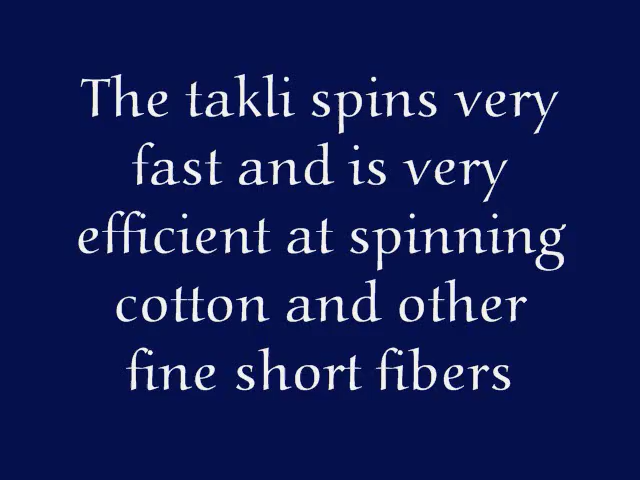 The takli spins very
fast and is very
efficient at spinning
cotton and other
fine short fibers